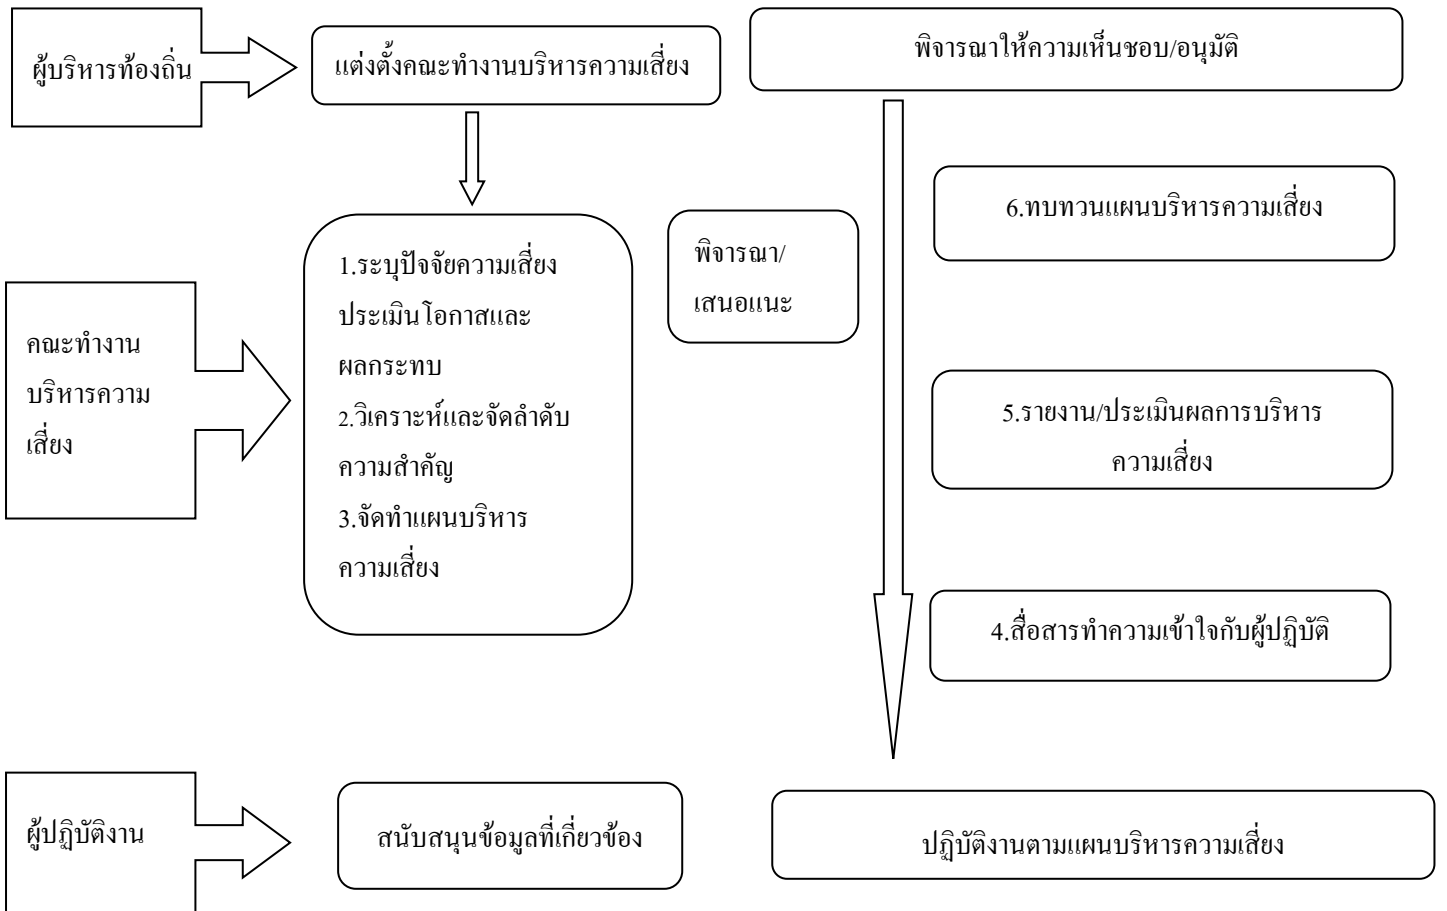 ผู้บริหารท้องถิ่น
แต่งตั้งคณะทำงานบริหารความเสี่ยง
พิจารณาให้ความเห็นชอบ/อนุมัติ
6.ทบทวนแผนบริหารความเสี่ยง
พิจารณา/
เสนอแนะ
คณะทำงาน
บริหารความ
เสี่ยง
1.ระบุปัจจัยความเสี่ยง
ประเมินโอกาสและ
ผลกระทบ
2.วิเคราะห์และจัดลำดับ
ความสำคัญ
3.จัดทำแผนบริหาร
ความเสี่ยง
5.รายงาน/ประเมินผลการบริหาร
ความเสี่ยง
4.สื่อสารทำความเข้าใจกับผู้ปฏิบัติ
ผู้ปฏิบัติงาน
สนับสนุนข้อมูลที่เกี่ยวข้อง
ปฏิบัติงานตามแผนบริหารความเสี่ยง